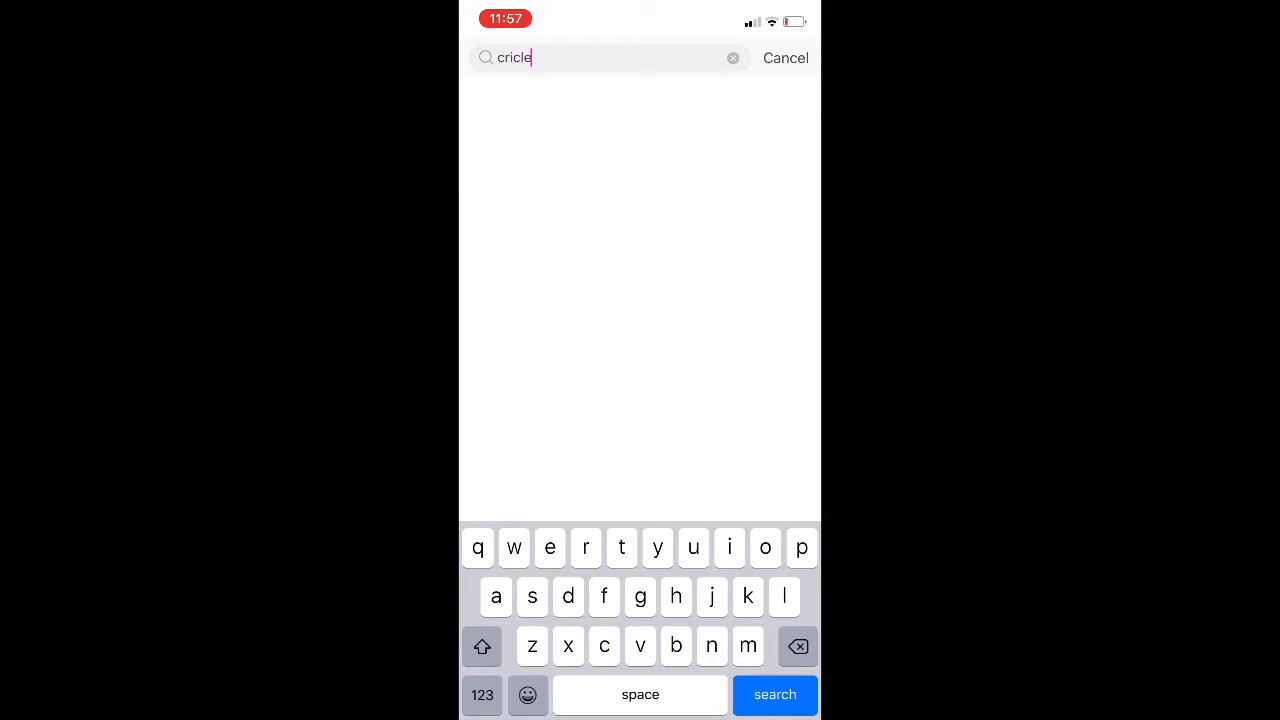 11:57
cricle Cancel
q w e r t y u i o p
a s d f g h j k l
z x c v b n m
123 space search